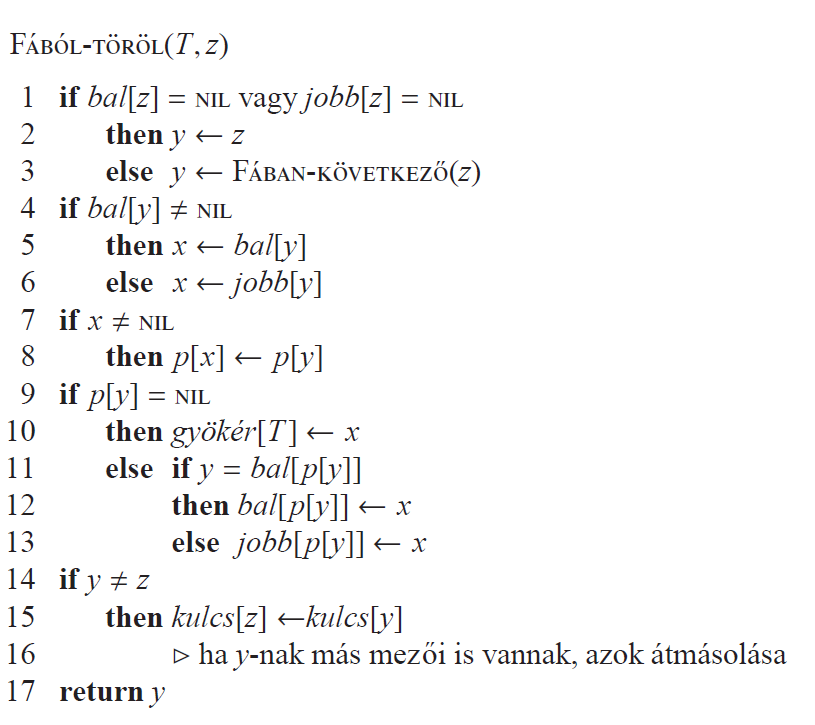 Fából-töröl(T, z)
1 if bal[z] = nil vagy jobb[z] = nil
2 then y ← z
3 else y ← Fában-következő(z)
4 if bal[y] ≠ nil
5 then x ← bal[y]
6 else x ← jobb[y]
7 if x ≠ nil
8 then p[x] ← p[y]
9 if p[y] = nil
10 then gyökér[T] ← x
11 else if y = bal[p[y]]
12 then bal[p[y]] ← x
13 else jobb[p[y]] ← x
14 if y ≠ z
15 then kulcs[z] ←kulcs[y]
16 ▷ ha y-nak más mezői is vannak, azok átmásolása
17 return y